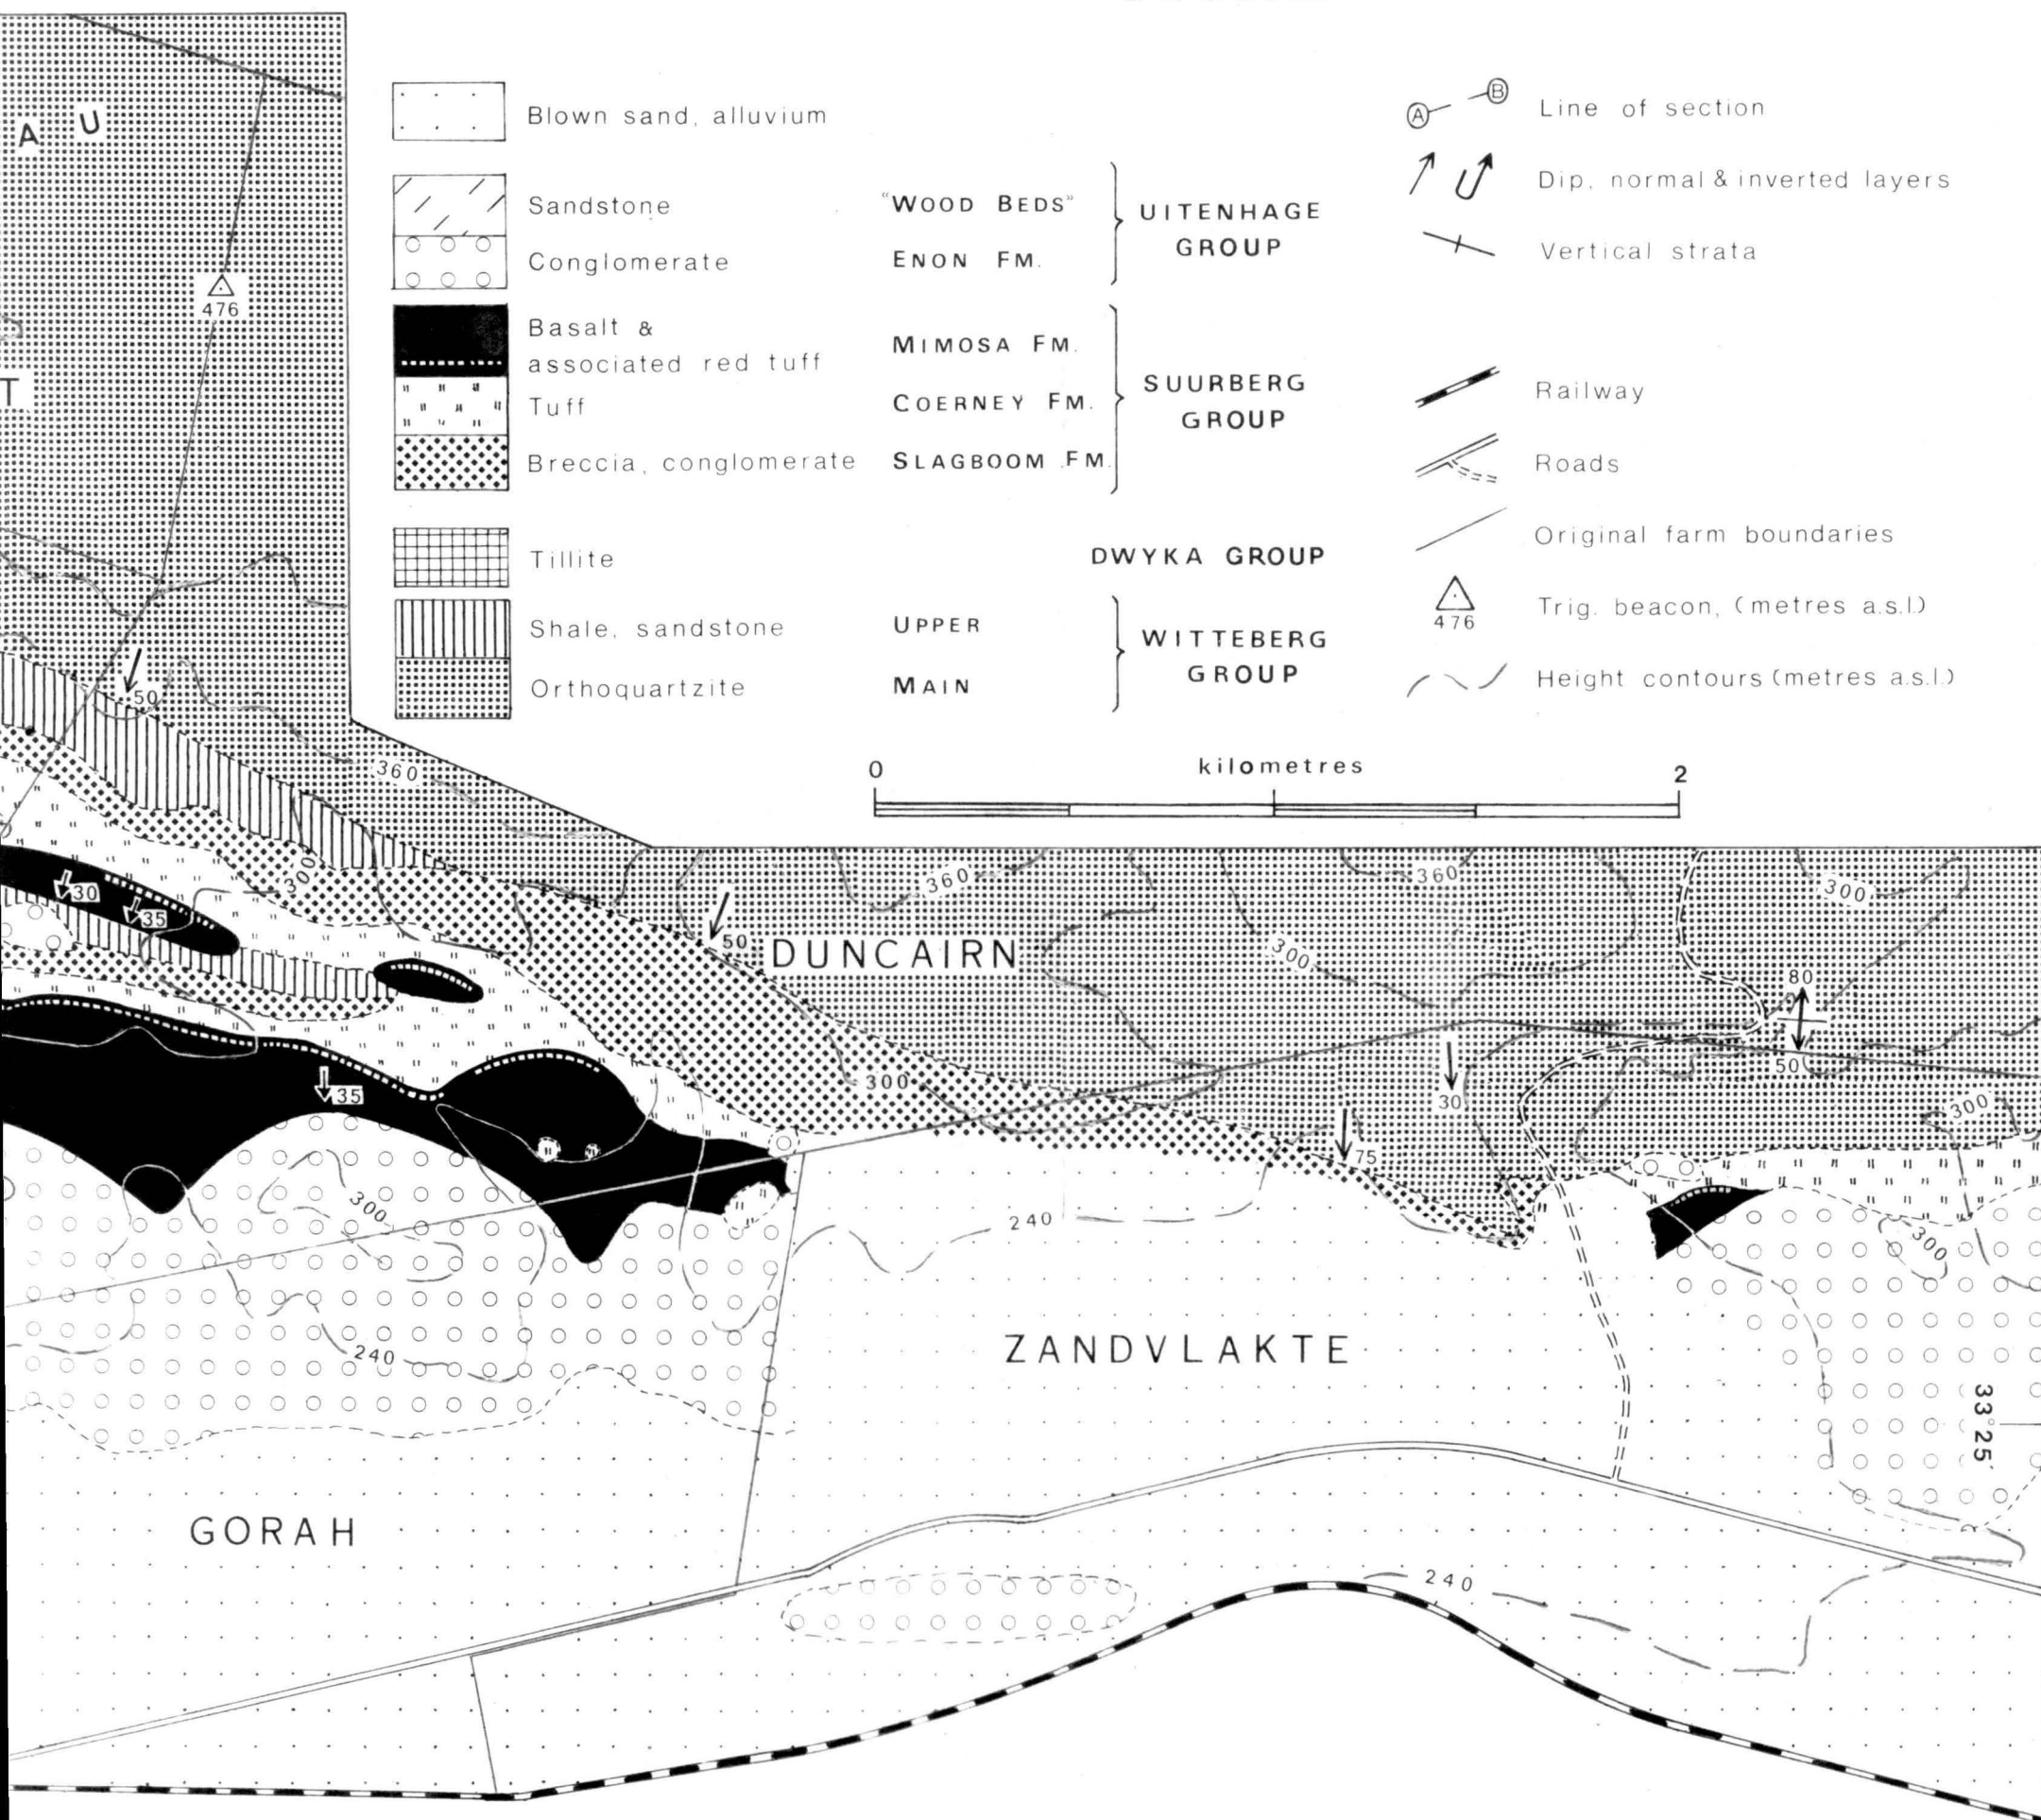 Blown sand, alluvium
Sandstone "WOOD BEDS"
Conglomerate ENON FM.
UITENHAGE
GROUP
Basalt &
associated red tuff MIMOSA FM.
Tuff COERNEY FM.
Breccia, conglomerate SLAGBOOM FM.
SUURBERG
GROUP
Tillite DWYKA GROUP
Shale, sandstone UPPER
Orthoquartzite MAIN
WITTEBERG
GROUP
A B Line of section
Dip, normal & inverted layers
Vertical strata
Railway
Roads
Original farm boundaries
476 Trig. beacon, (metres a.s.l.)
Height contours (metres a.s.l.)
0 kilometres 2
A U
476
T
50
360
300
30
35
35
300
240
50
DUNCAIRN
360
300
360
300
80
50
30
75
300
300
300
240
ZANDVLAKTE
33°25
GORAH
240